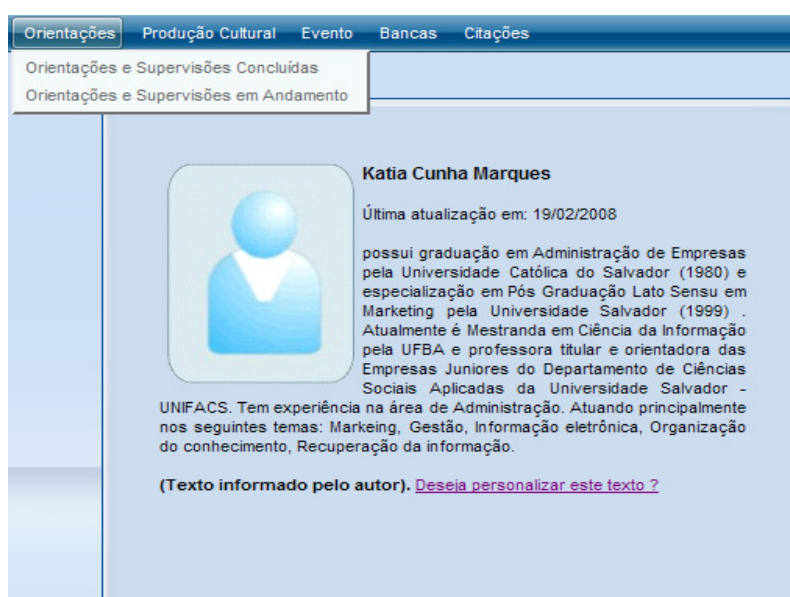 Orientações Produção Cultural Evento Bancas Citações
Orientações e Supervisões Concluídas
Orientações e Supervisões em Andamento
Katia Cunha Marques
Última atualização em: 19/02/2008
possui graduação em Administração de Empresas
pela Universidade Católica do Salvador (1980) e
especialização em Pós Graduação Lato Sensu em
Marketing pela Universidade Salvador (1999) .
Atualmente é Mestranda em Ciência da Informação
pela UFBA e professora titular e orientadora das
Empresas Juniores do Departamento de Ciências
Sociais Aplicadas da Universidade Salvador -
UNIFACS. Tem experiência na área de Administração. Atuando principalmente
nos seguintes temas: Markeing, Gestão, Informação eletrônica, Organização
do conhecimento, Recuperação da informação.
(Texto informado pelo autor). Deseja personalizar este texto ?